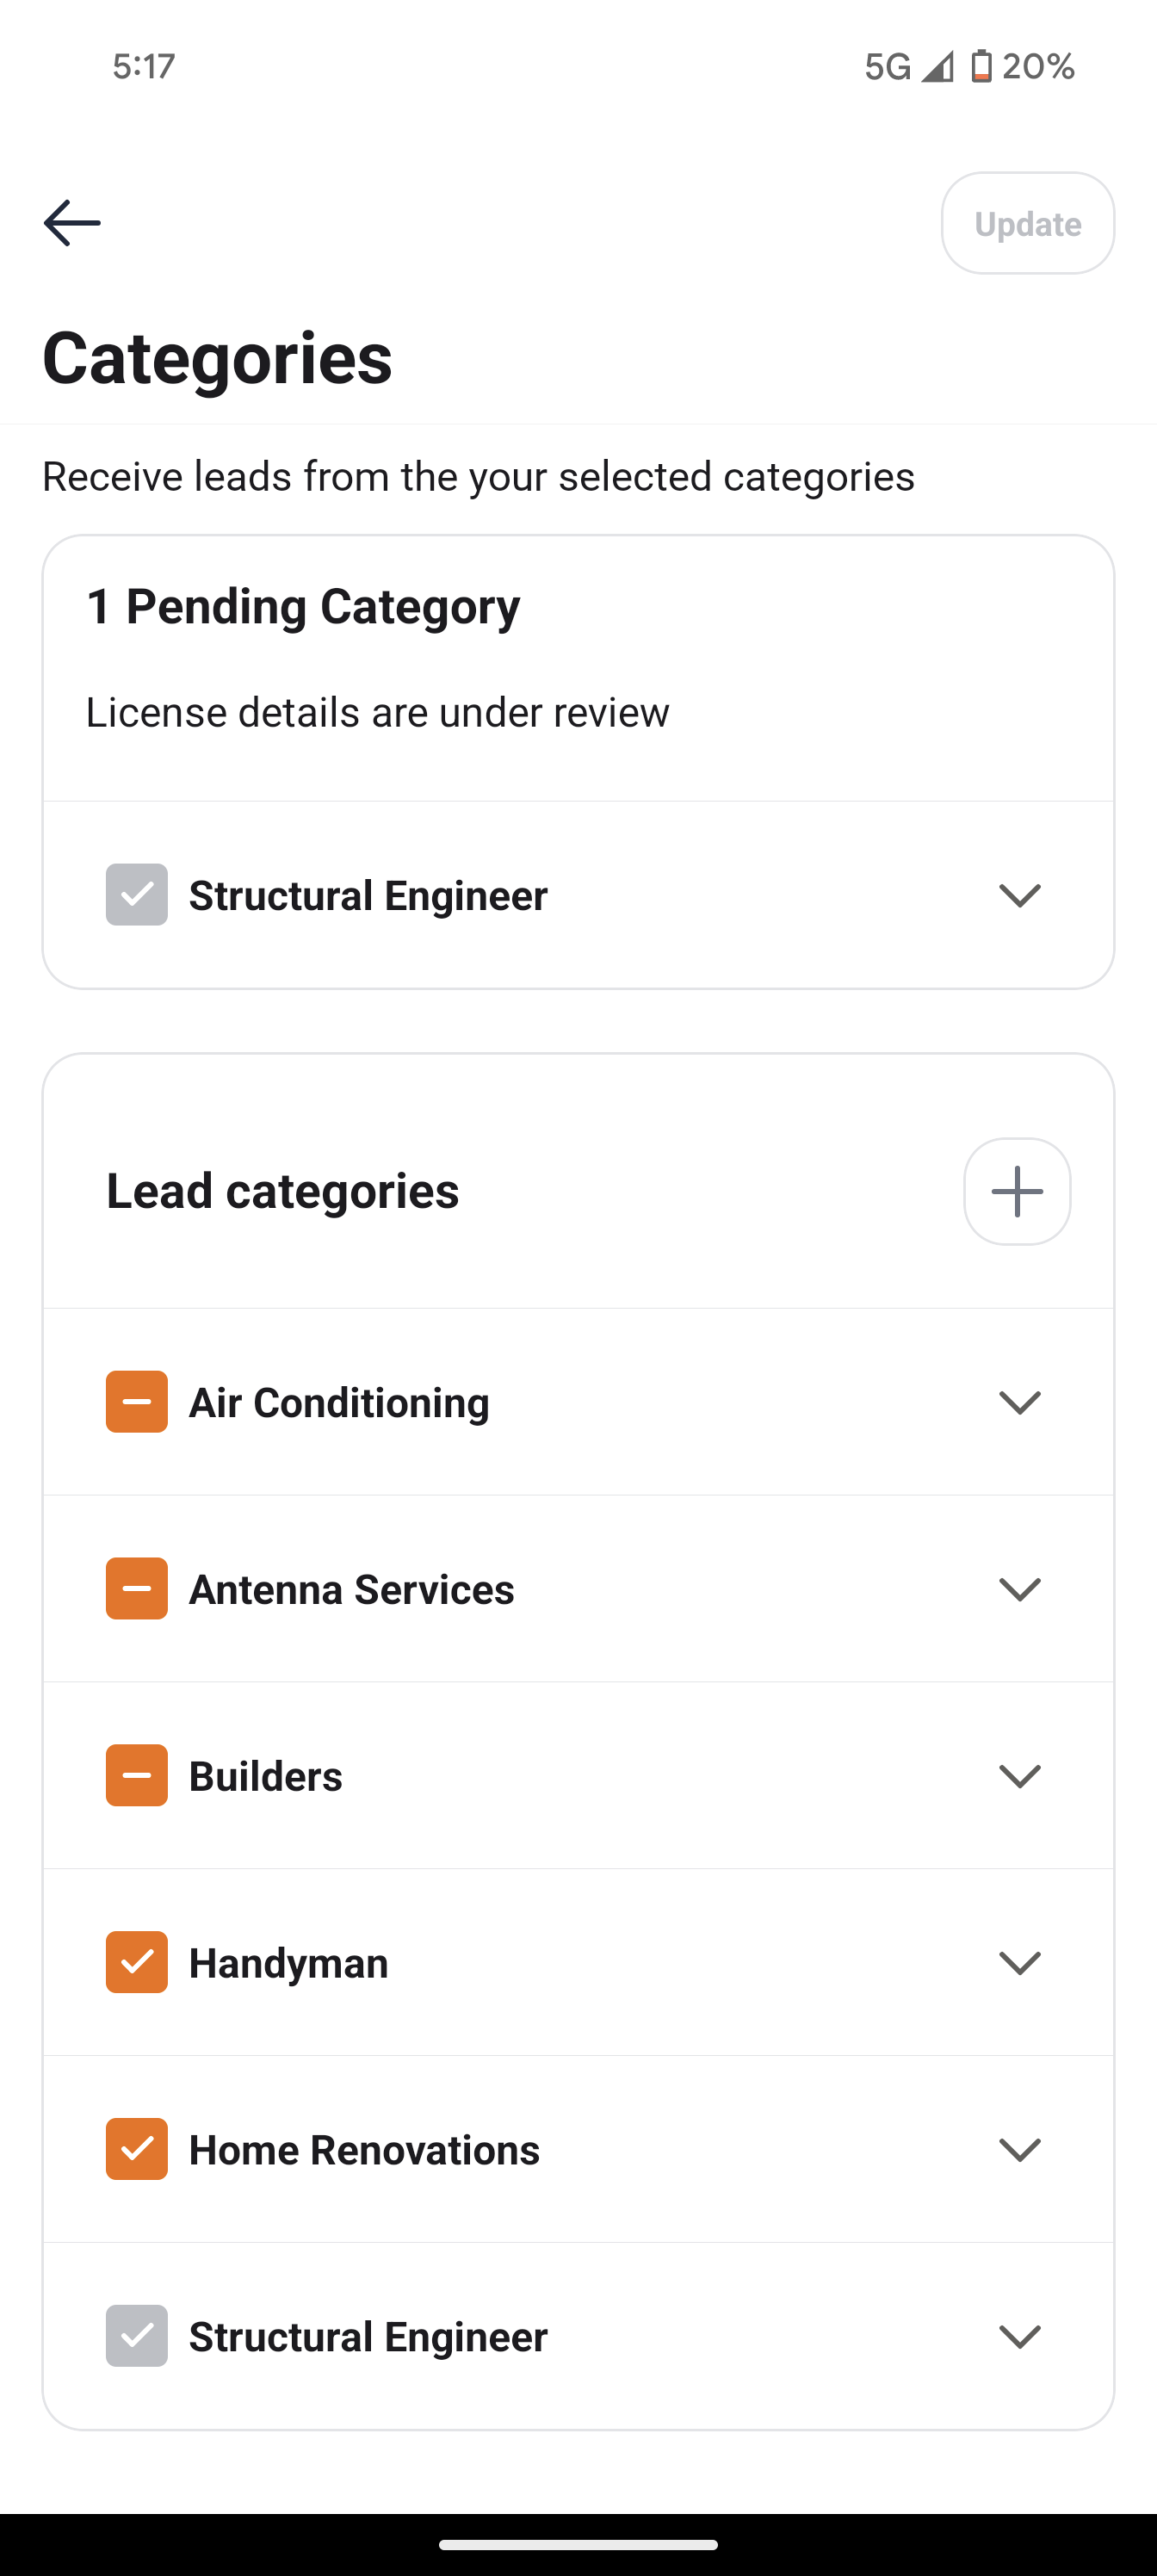 5:17
5G 20%
Update
Categories
Receive leads from the your selected categories
1 Pending Category
License details are under review
Structural Engineer
Lead categories
Air Conditioning
Antenna Services
Builders
Handyman
Home Renovations
Structural Engineer